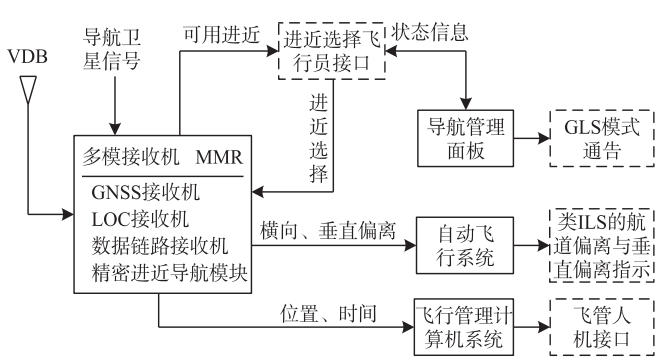 VDB
导航卫
星信号
可用进近
进近选择飞
行员接口
状态信息
进
近
选
择
导航管理
面板
GLS模式
通告
多模接收机 MMR
GNSS接收机
LOC接收机
数据链路接收机
精密进近导航模块
横向、垂直偏离
自动飞
行系统
类ILS的航
道偏离与垂
直偏离指示
位置、时间
飞行管理计
算机系统
飞管人
机接口